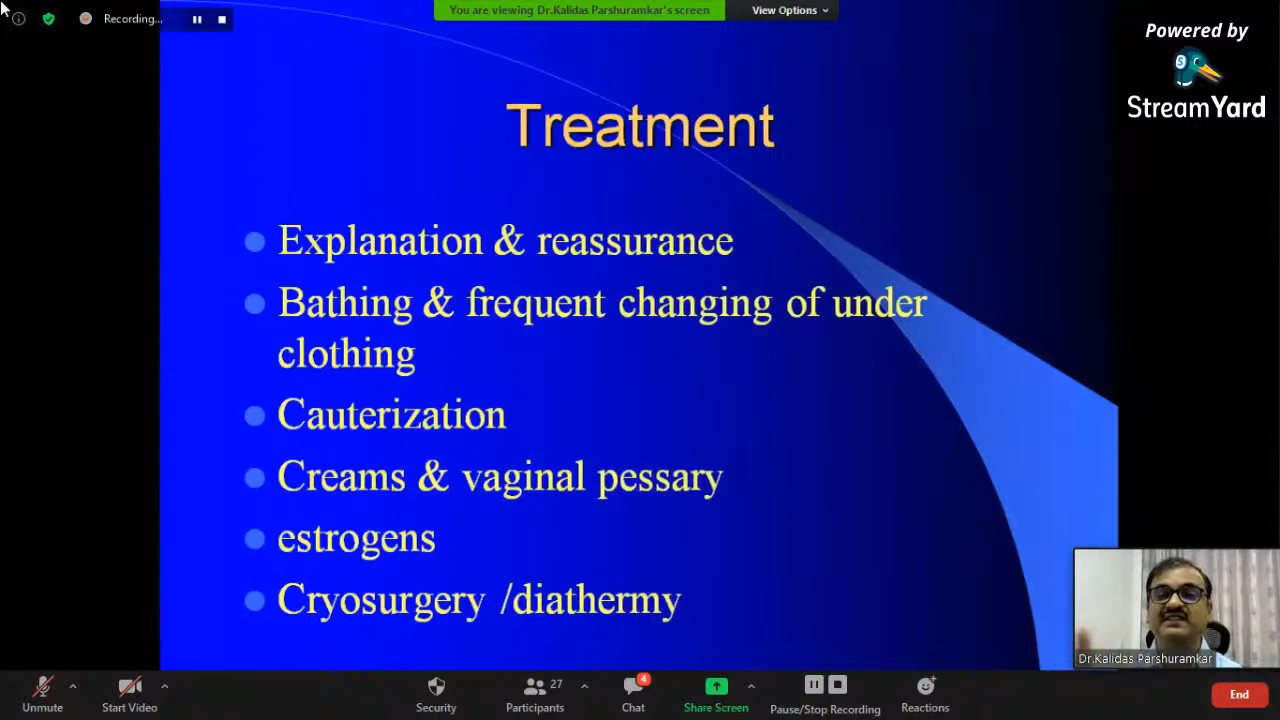 Recording...
You are viewing Dr.Kalidas Parshuramkar's screen
View Options
Powered by
S
StreamYard
Treatment
Explanation & reassurance
Bathing & frequent changing of under
clothing
Cauterization
Creams & vaginal pessary
estrogens
Cryosurgery /diathermy
Dr.Kalidas Parshuramkar
Unmute
Start Video
Security
27
Participants
4
Chat
Share Screen
Pause/Stop Recording
Reactions
End